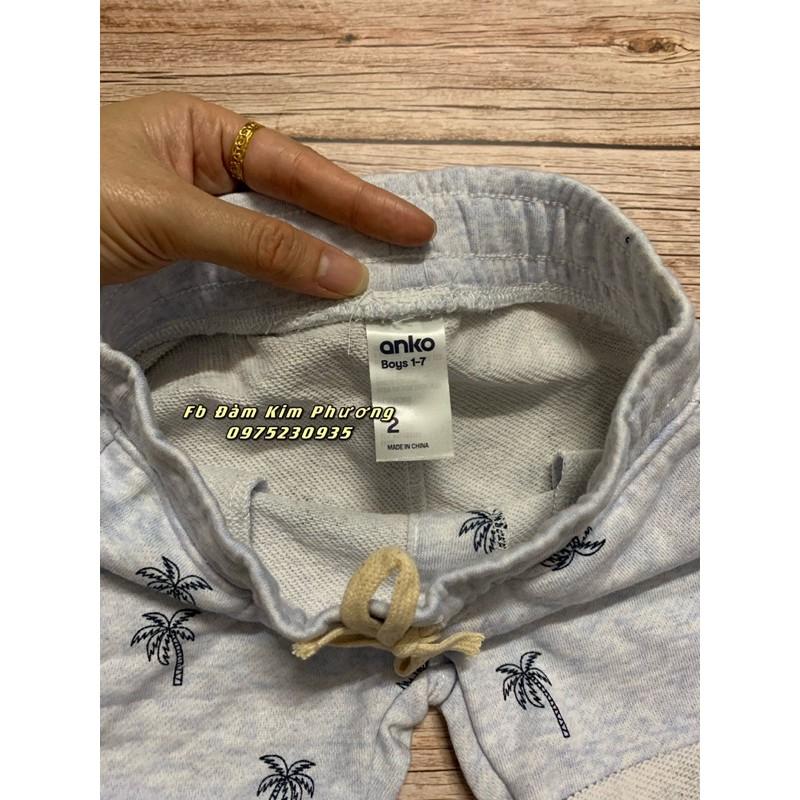 anko
Boys 1-7
Fb Đàm Kim Phương
0975230935
2
MADE IN CHINA